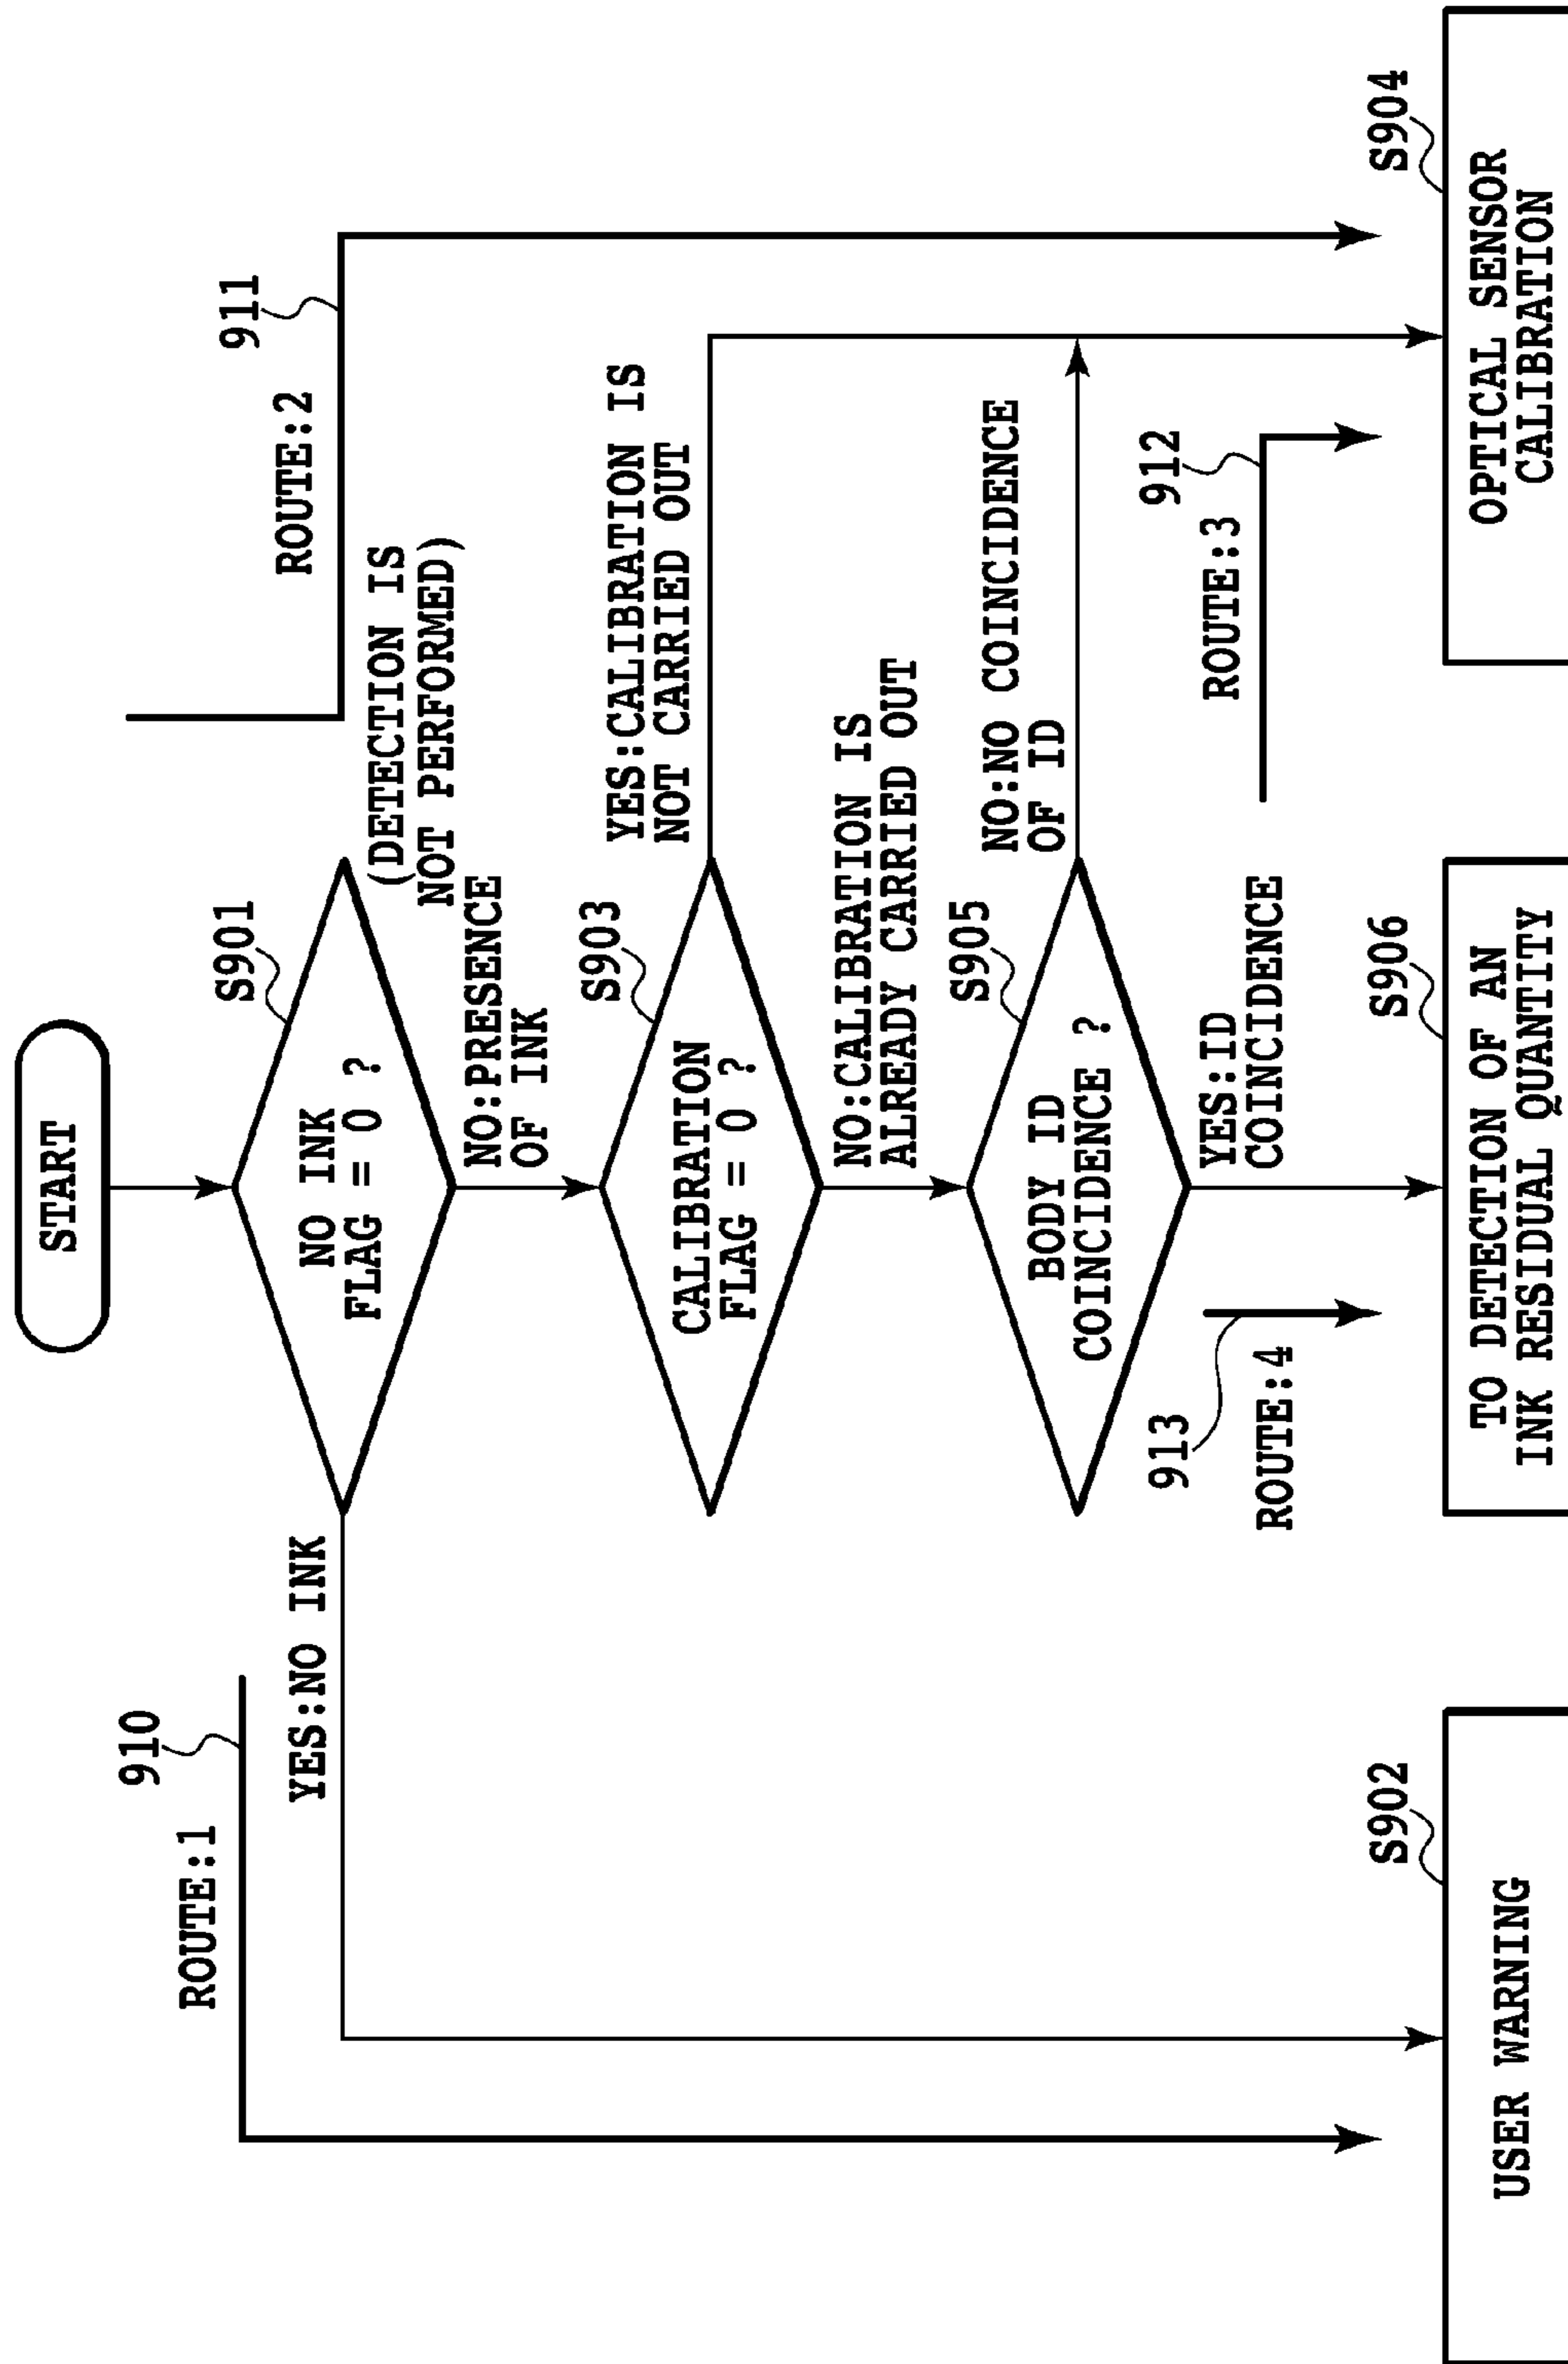 START
910
ROUTE:1
S901
911
ROUTE:2
YES:NO INK
NO INK
FLAG = 0 ?
(DETECTION IS
NOT PERFORMED)
NO:PRESENCE
OF INK
S903
YES:CALIBRATION IS
NOT CARRIED OUT
CALIBRATION
FLAG = 0 ?
NO:CALIBRATION IS
ALREADY CARRIED OUT
S905
NO:NO COINCIDENCE
OF ID
BODY ID
COINCIDENCE ?
913
ROUTE:4
YES:ID
COINCIDENCE
912
ROUTE:3
S902
S906
S904
USER WARNING
TO DETECTION OF AN
INK RESIDUAL QUANTITY
OPTICAL SENSOR
CALIBRATION